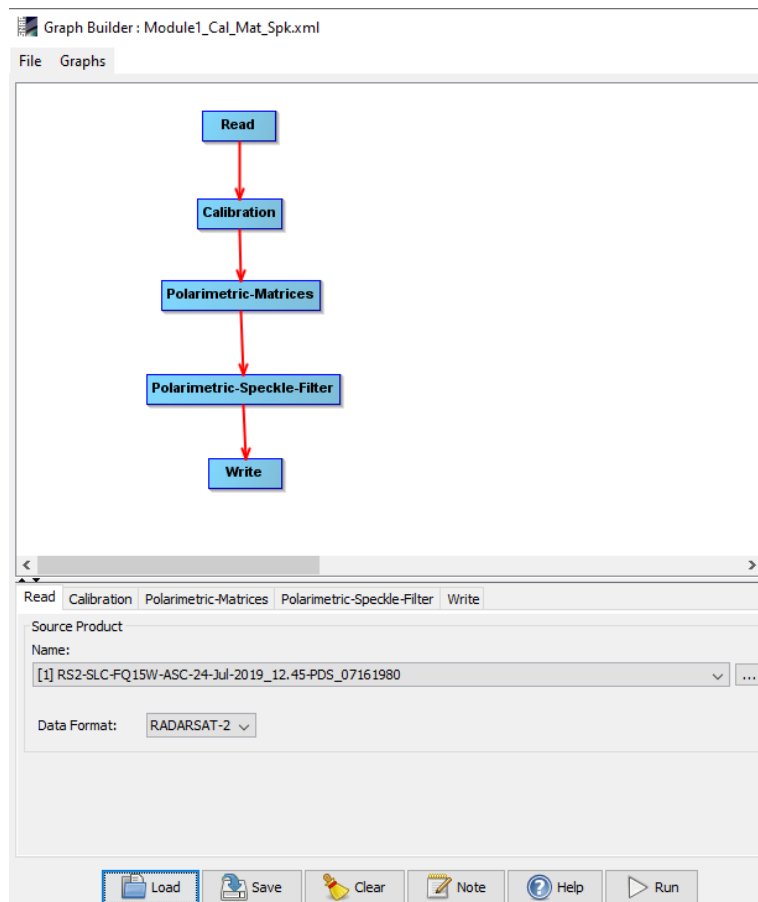 Graph Builder : Module1_Cal_Mat_Spk.xml
File Graphs
Read
Calibration
Polarimetric-Matrices
Polarimetric-Speckle-Filter
Write
Read Calibration Polarimetric-Matrices Polarimetric-Speckle-Filter Write
Source Product
Name:
[1] RS2-SLC-FQ15W-ASC-24-Jul-2019_12.45-PDS_07161980 ...
Data Format: RADARSAT-2
Load Save Clear Note Help Run